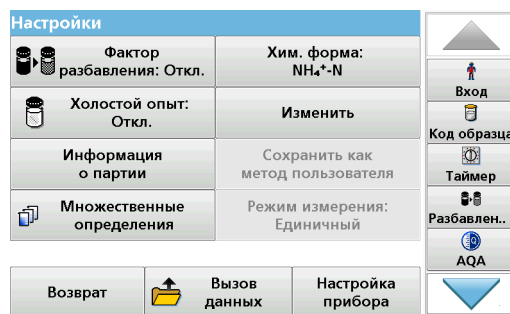 Настройки
Фактор
разбавления: Откл.
Хим. форма:
NH₄⁺-N
Холостой опыт:
Откл.
Изменить
Информация
о партии
Сохранить как
метод пользователя
Множественные
определения
Режим измерения:
Единичный
Возврат
Вызов
данных
Настройка
прибора
Вход
Код образца
Таймер
Разбавлен..
AQA